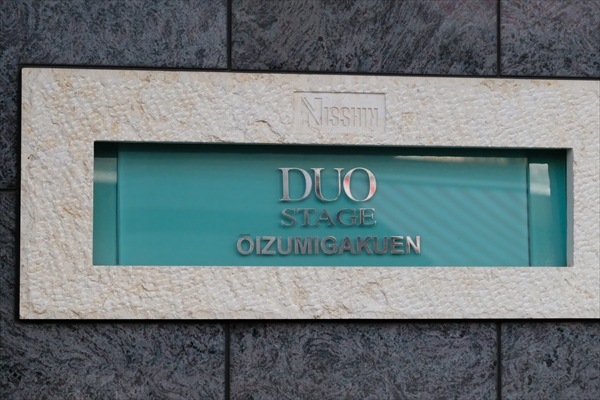 NISSHIN
DUO
STAGE
OIZUMIGAKUEN